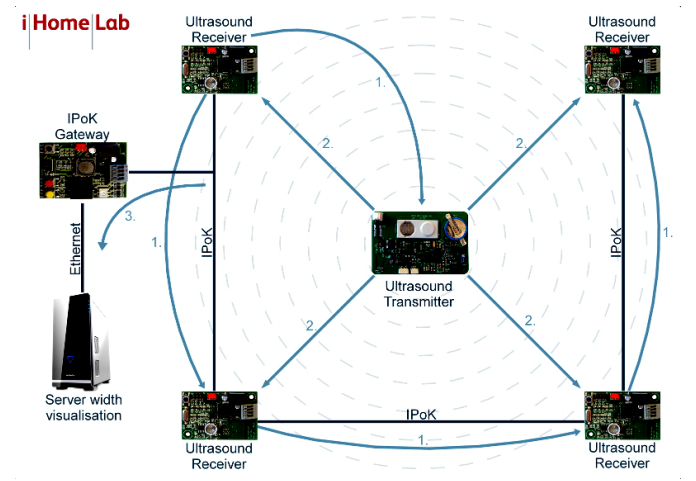 iHomeLab
Ultrasound
Receiver
Ultrasound
Receiver
1.
IPoK
Gateway
2.
2.
3.
1.
IPoK
Ethernet
IPoK
1.
Ultrasound
Transmitter
2.
2.
Server width
visualisation
IPoK
1.
Ultrasound
Receiver
Ultrasound
Receiver